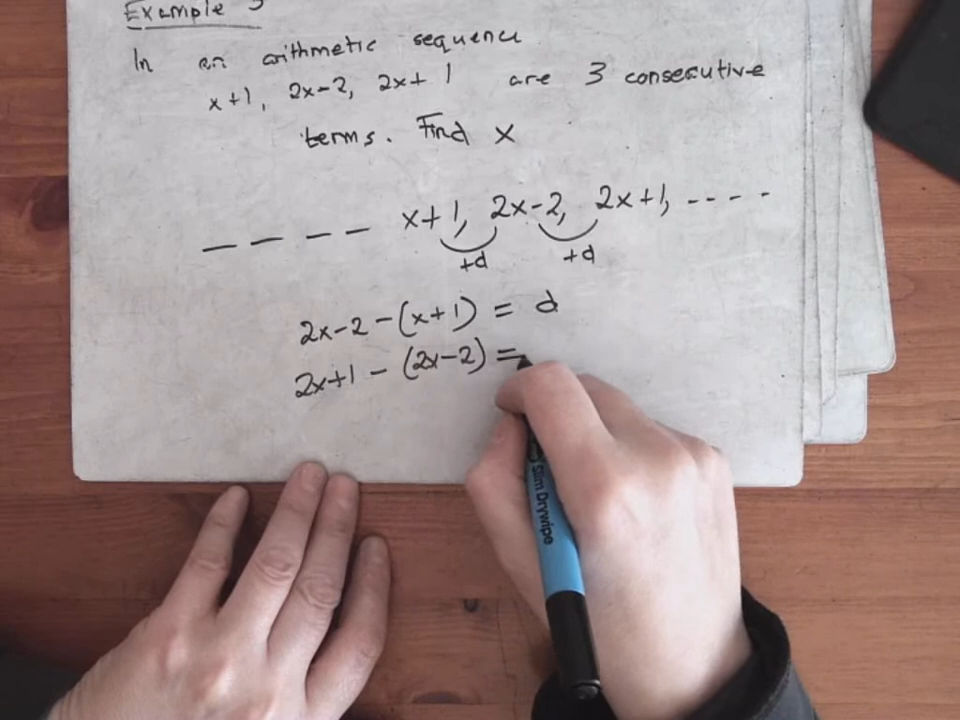 Example
In an arithmetic sequence
x+1, 2x-2, 2x+1 are 3 consecutive
terms. Find x
_ _ _ _ x+1, 2x-2, 2x+1, ----
+d +d
2x-2-(x+1) = d
2x+1 - (2x-2) =
Slim Drywipe